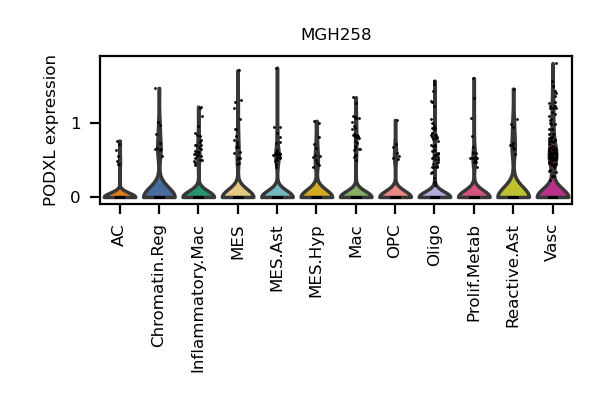 MGH258
PODXL expression
1
0
AC
Chromatin.Reg
Inflammatory.Mac
MES
MES.Ast
MES.Hyp
Mac
OPC
Oligo
Prolif.Metab
Reactive.Ast
Vasc